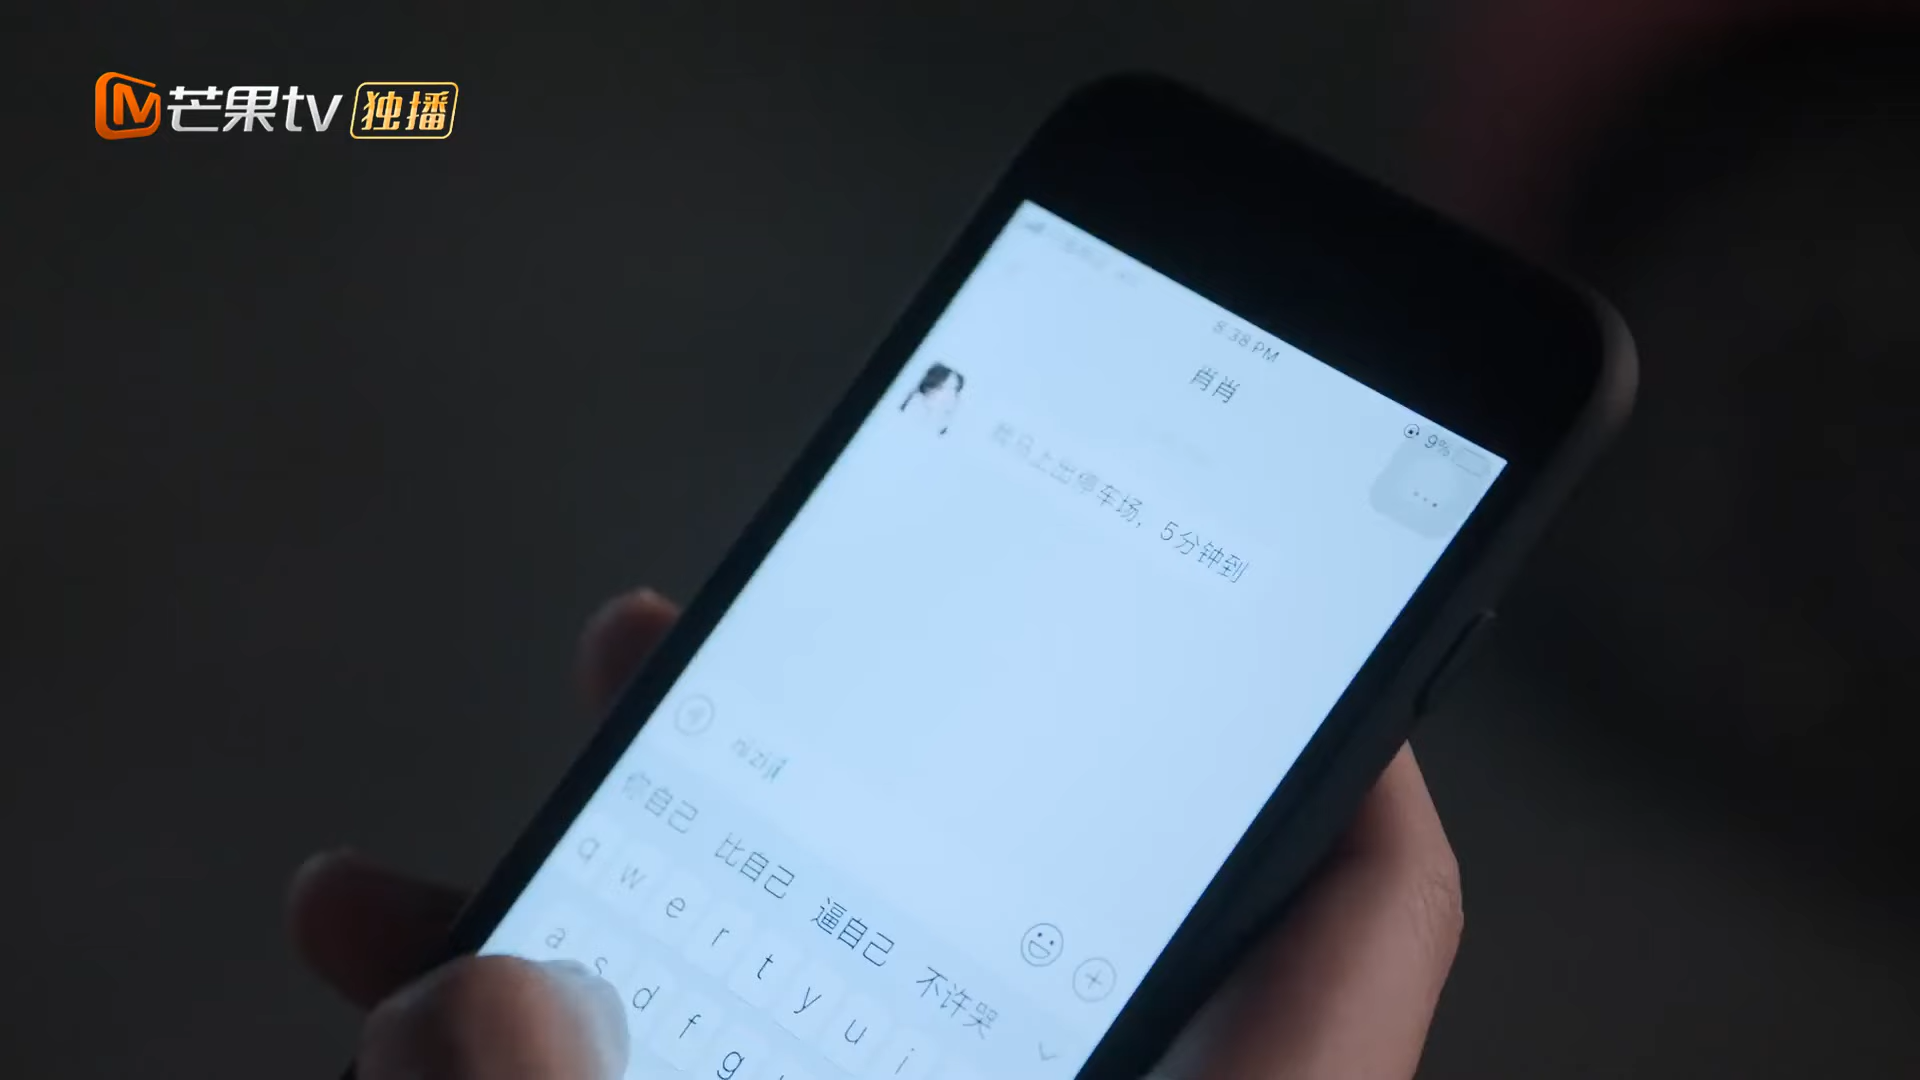 芒果tv 独播
8:38 PM
肖肖
9%
我马上出停车场，5分钟到
niziji
你自己 比自己 逼自己 不许哭
q w e r t y u i
a s d f g